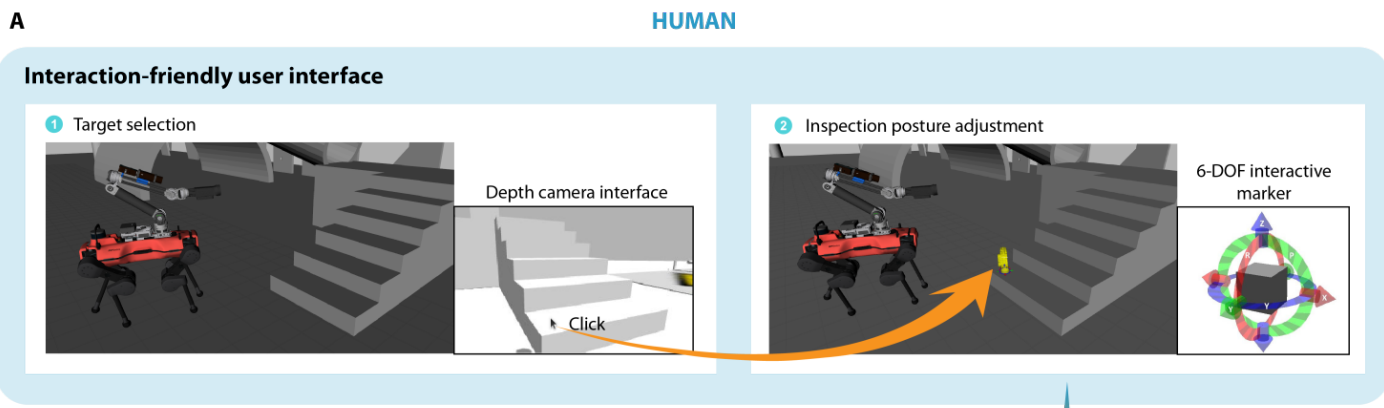 A
HUMAN
Interaction-friendly user interface
1 Target selection
Depth camera interface
Click
2 Inspection posture adjustment
6-DOF interactive
marker
Z
R
P
Y
X
Y